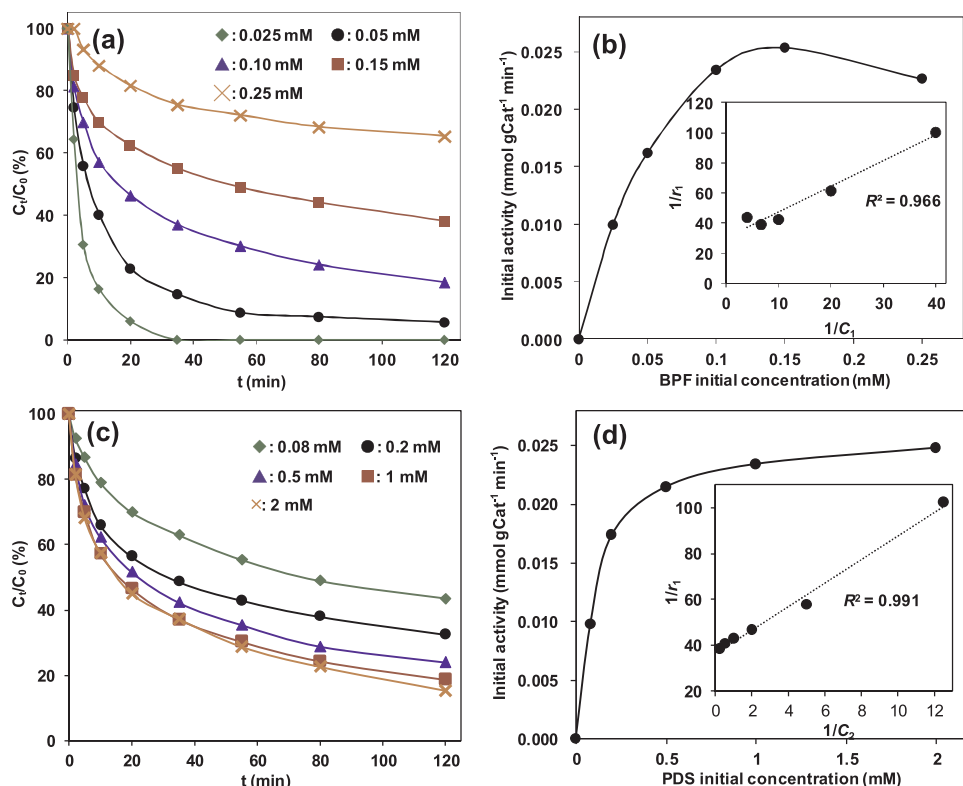 (a)
: 0.025 mM
: 0.05 mM
: 0.10 mM
: 0.15 mM
: 0.25 mM
100
80
60
40
20
0
Cₜ/C₀ (%)
0 20 40 60 80 100 120
t (min)
(b)
0.025
0.020
0.015
0.010
0.005
0.000
Initial activity (mmol gCat⁻¹ min⁻¹)
0 0.05 0.1 0.15 0.2 0.25
BPF initial concentration (mM)
120
100
80
60
40
20
0
1/r₁
R² = 0.966
0 10 20 30 40
1/C₁
(c)
: 0.08 mM
: 0.2 mM
: 0.5 mM
: 1 mM
: 2 mM
100
80
60
40
20
0
Cₜ/C₀ (%)
0 20 40 60 80 100 120
t (min)
(d)
0.025
0.020
0.015
0.010
0.005
0.000
Initial activity (mmol gCat⁻¹ min⁻¹)
0 0.5 1 1.5 2
PDS initial concentration (mM)
100
80
60
40
20
1/r₁
R² = 0.991
0 2 4 6 8 10 12
1/C₂